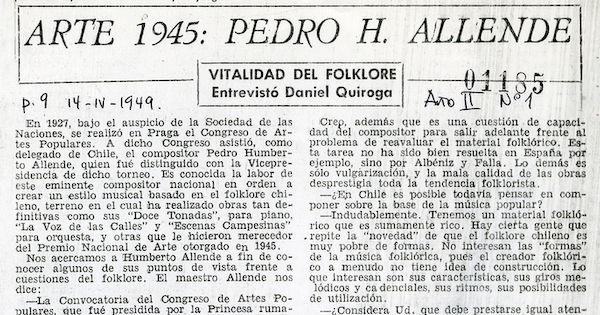 ARTE 1945: PEDRO H. ALLENDE
VITALIDAD DEL FOLKLORE
Entrevistó Daniel Quiroga
01185
p. 9 14-IV-1949.
Año II Nº 1
En 1927, bajo el auspicio de la Sociedad de las
Naciones, se realizó en Praga el Congreso de Ar-
tes Populares. A dicho Congreso asistió, como
delegado de Chile, el compositor Pedro Humber-
to Allende, quien fué distinguido con la Vicepre-
sidencia de dicho torneo. Es conocida la labor de
este eminente compositor nacional en orden a
crear un estilo musical basado en el folklore chi-
leno, terreno en el cual ha realizado obras tan de-
finitivas como sus "Doce Tonadas", para piano,
"La Voz de las Calles" y "Escenas Campesinas"
para orquesta, y otras que le hicieron merecedor
del Premio Nacional de Arte otorgado en 1945.
Nos acercamos a Humberto Allende a fin de co-
nocer algunos de sus puntos de vista frente a
cuestiones del folklore. El maestro Allende nos
dice:
—La Convocatoria del Congreso de Artes Po-
pulares, que fué presidida por la Princesa ruma-
Creo, además que es una cuestión de capaci-
dad del compositor para salir adelante frente al
problema de reavaluar el material folklórico. Es-
ta tarea no ha sido bien resuelta en España por
ejemplo, sino por Albéniz y Falla. Lo demás es
sólo vulgarización, y la mala calidad de las obras
desprestigia toda la tendencia folklorista.
—¿En Chile es posible todavía pensar en com-
poner sobre la base de la música popular?
—Indudablemente. Tenemos un material folkló-
rico que es sumamente rico. Hay cierta gente que
repite la "novedad" de que el folklore chileno es
muy pobre de formas. No interesan las "formas"
de la música folklórica, pues el creador folklóri-
co a menudo no tiene idea de construcción. Lo
que interesan son sus características, sus giros me-
lódicos y cadenciales, sus ritmos, sus posibilidades
de utilización.
—¿Considera Ud. que debe prestarse igual aten-